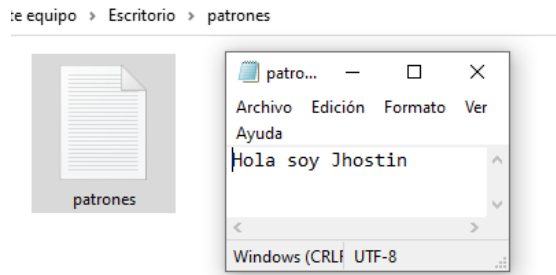 te equipo > Escritorio > patrones
patro...
Archivo Edición Formato Ver
Ayuda
Hola soy Jhostin
patrones
Windows (CRLF UTF-8